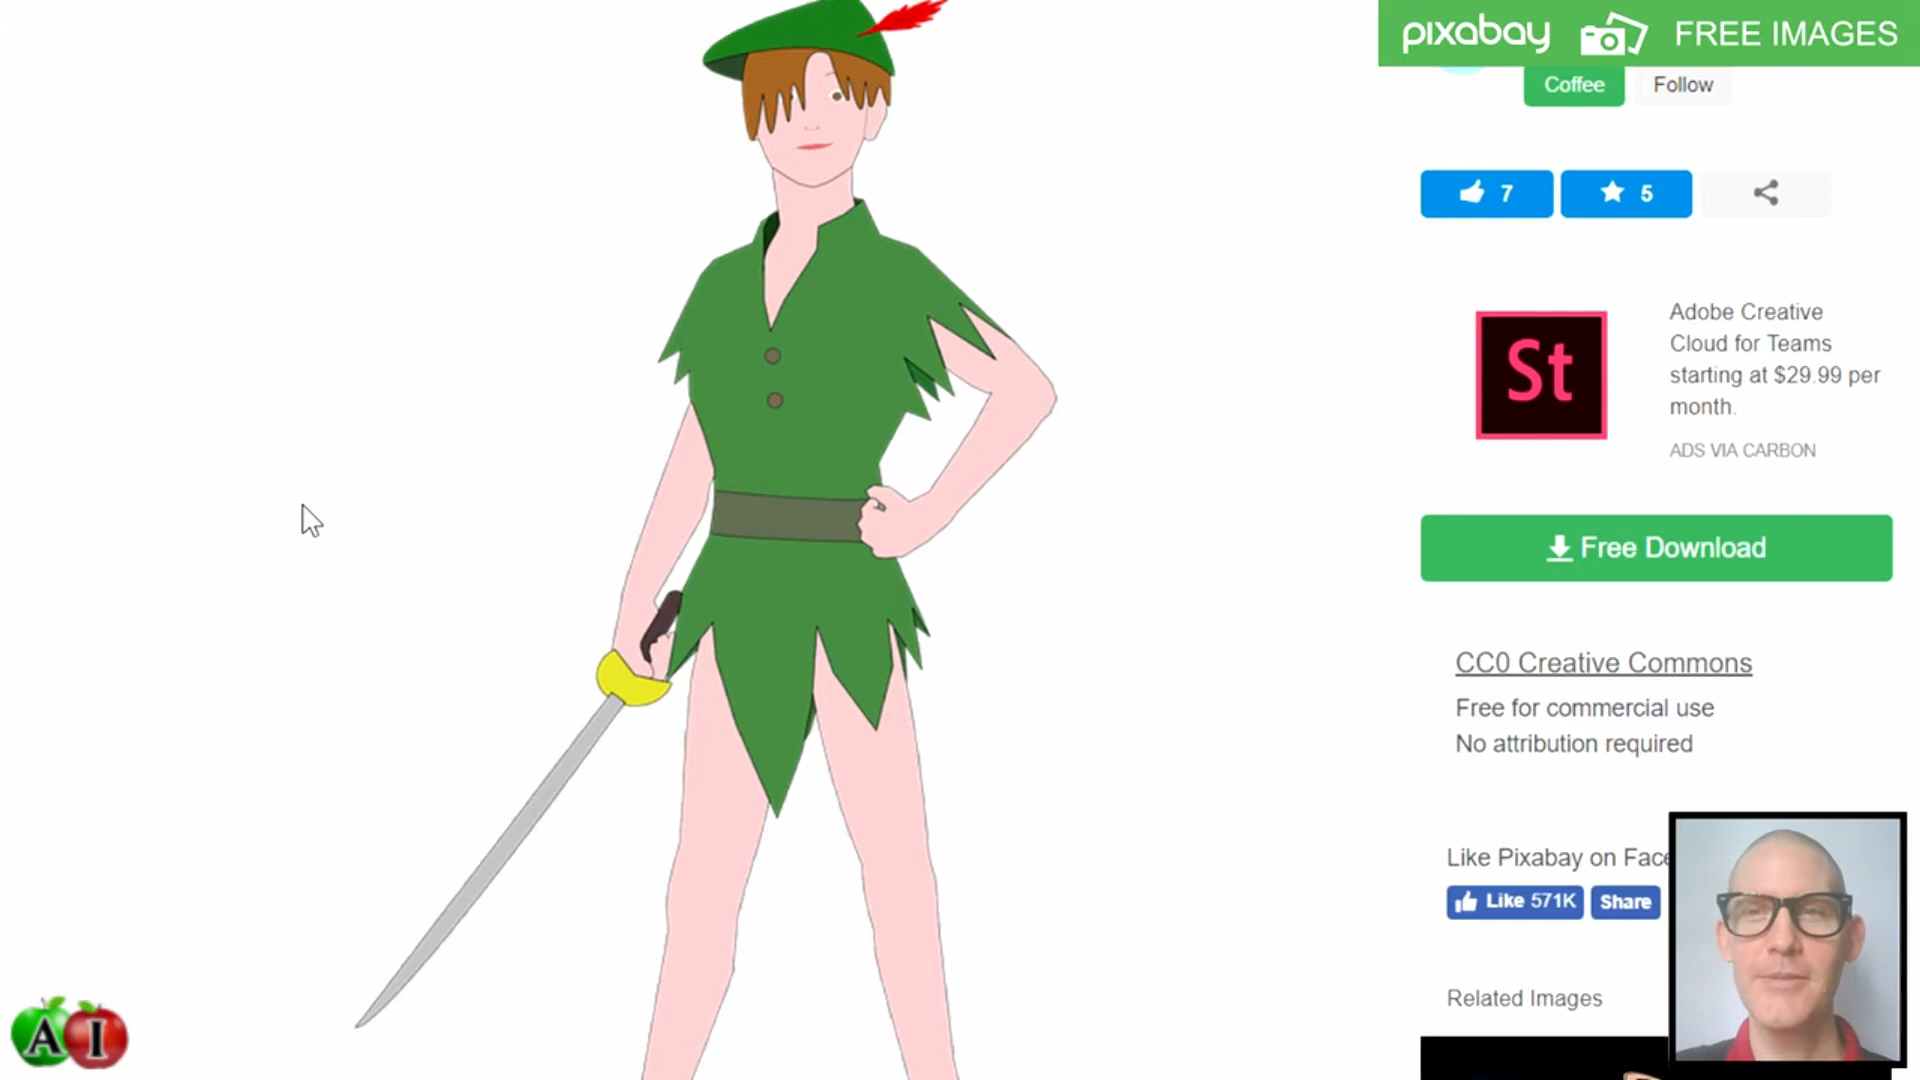 pixabay FREE IMAGES
Coffee Follow
7 5
Adobe Creative
Cloud for Teams
starting at $29.99 per
month.
St
ADS VIA CARBON
Free Download
CC0 Creative Commons
Free for commercial use
No attribution required
Like Pixabay on Face
Like 571K Share
Related Images
A I